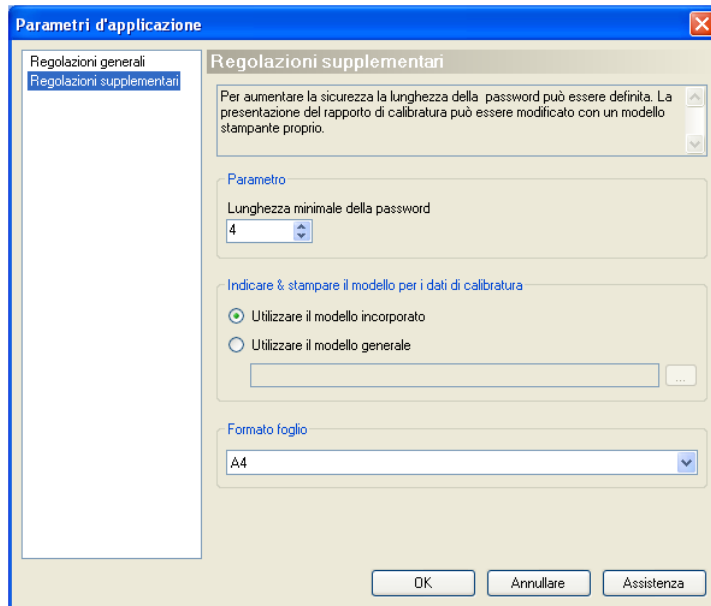 Parametri d'applicazione
Regolazioni generali
Regolazioni supplementari
Regolazioni supplementari
Per aumentare la sicurezza la lunghezza della  password può essere definita. La
presentazione del rapporto di calibratura può essere modificato con un modello
stampante proprio.
Parametro
Lunghezza minimale della password
4
Indicare & stampare il modello per i dati di calibratura
Utilizzare il modello incorporato
Utilizzare il modello generale
...
Formato foglio
A4
OK
Annullare
Assistenza